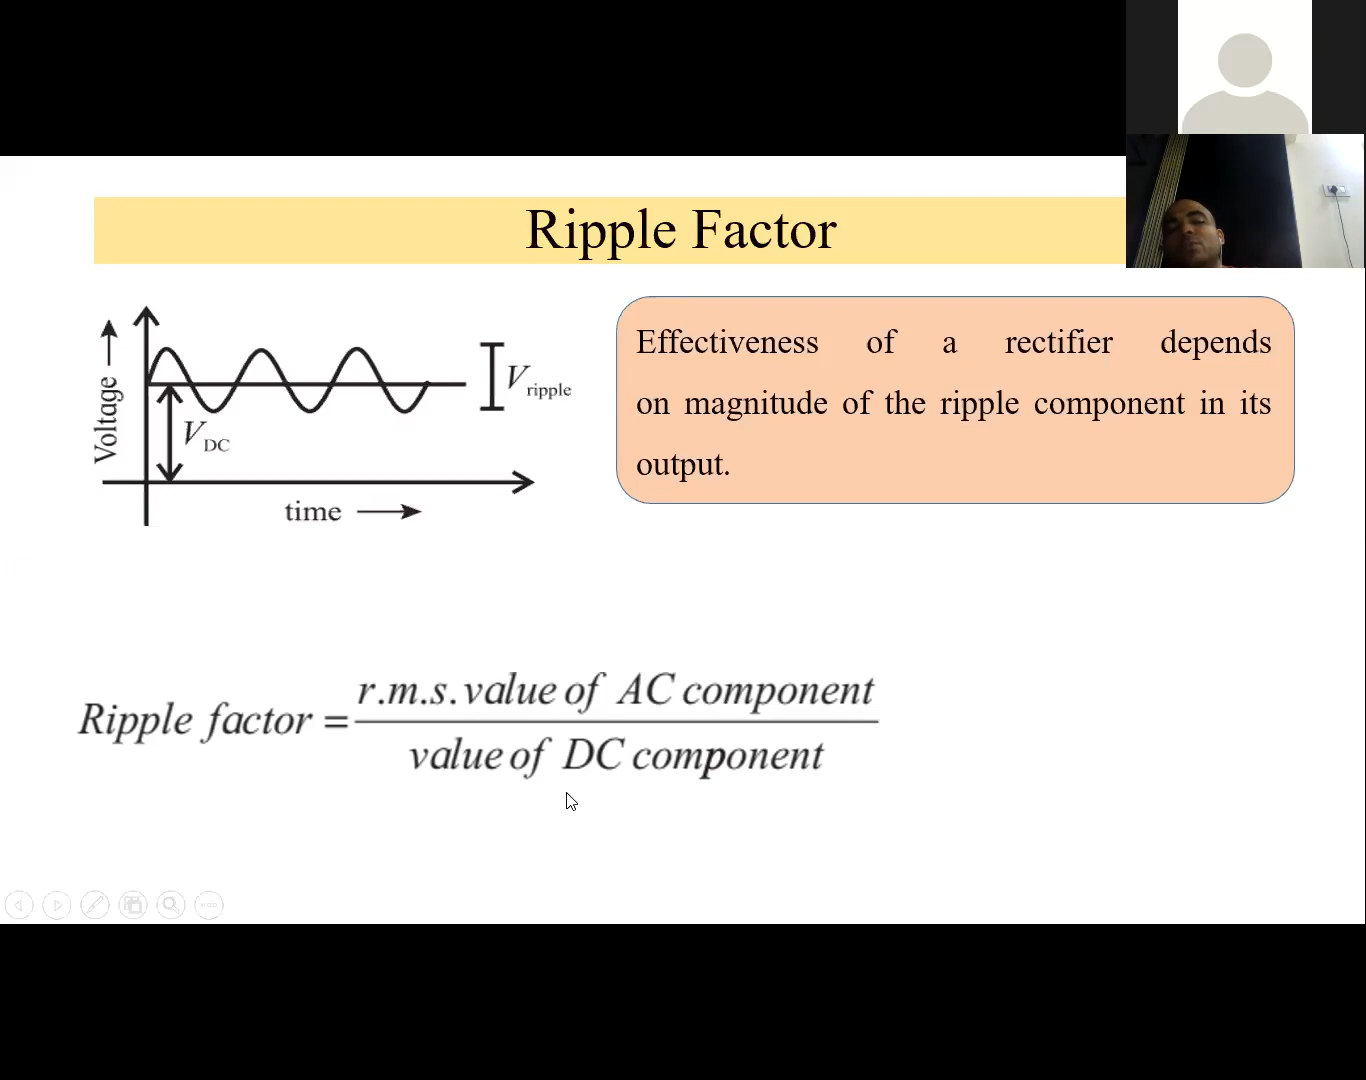 Ripple Factor
Voltage
V ripple
V DC
time
Effectiveness of a rectifier depends
on magnitude of the ripple component in its
output.
Ripple factor = r.m.s. value of AC component
value of DC component